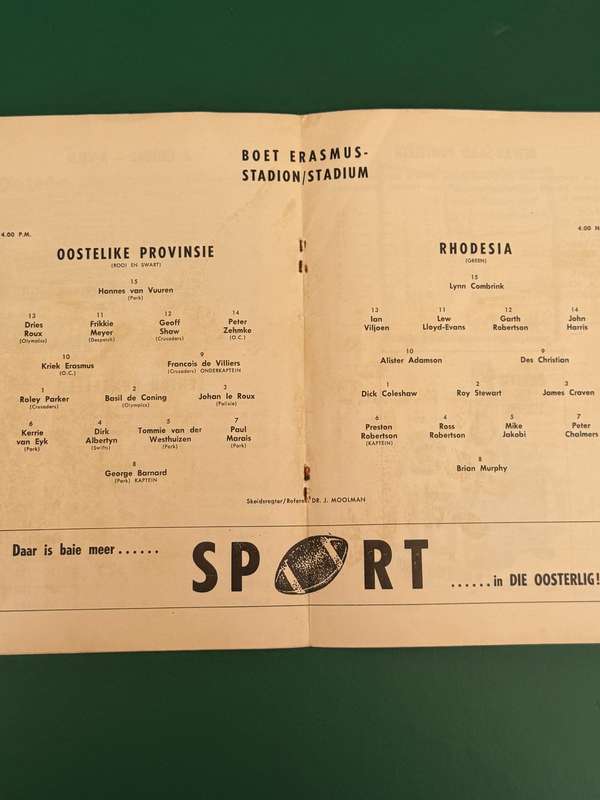 BOET ERASMUS-
STADION/STADIUM
4.00 P.M.
OOSTELIKE PROVINSIE
(ROOI EN SWART)
15
Hannes van Vuuren
(Park)
13 11 12 14
Dries Frikkie Geoff Peter
Roux Meyer Shaw Zehmke
(Olympics) (Despatch) (Crusaders) (O.C.)
10 9
Kriek Erasmus Francois de Villiers
(O.C.) (Crusaders) ONDERKAPTEIN
1 2 3
Roley Parker Basil de Coning Johan le Roux
(Crusaders) (Olympics) (Polisie)
6 4 5 7
Kerrie Dirk Tommie van der Paul
van Eyk Albertyn Westhuizen Marais
(Park) (Swifts) (Park) (Park)
8
George Barnard
(Park) KAPTEIN
4.00 N
RHODESIA
(GREEN)
15
Lynn Combrink
13 11 12 14
Ian Lew Garth John
Viljoen Lloyd-Evans Robertson Harris
10 9
Alister Adamson Des Christian
1 2 3
Dick Coleshaw Roy Stewart James Craven
6 4 5 7
Preston Ross Mike Peter
Robertson Robertson Jakobi Chalmers
(KAPTEIN)
8
Brian Murphy
Skeidsregter/Referee: DR. J. MOOLMAN
Daar is baie meer...... SPORT ......in DIE OOSTERLIG!